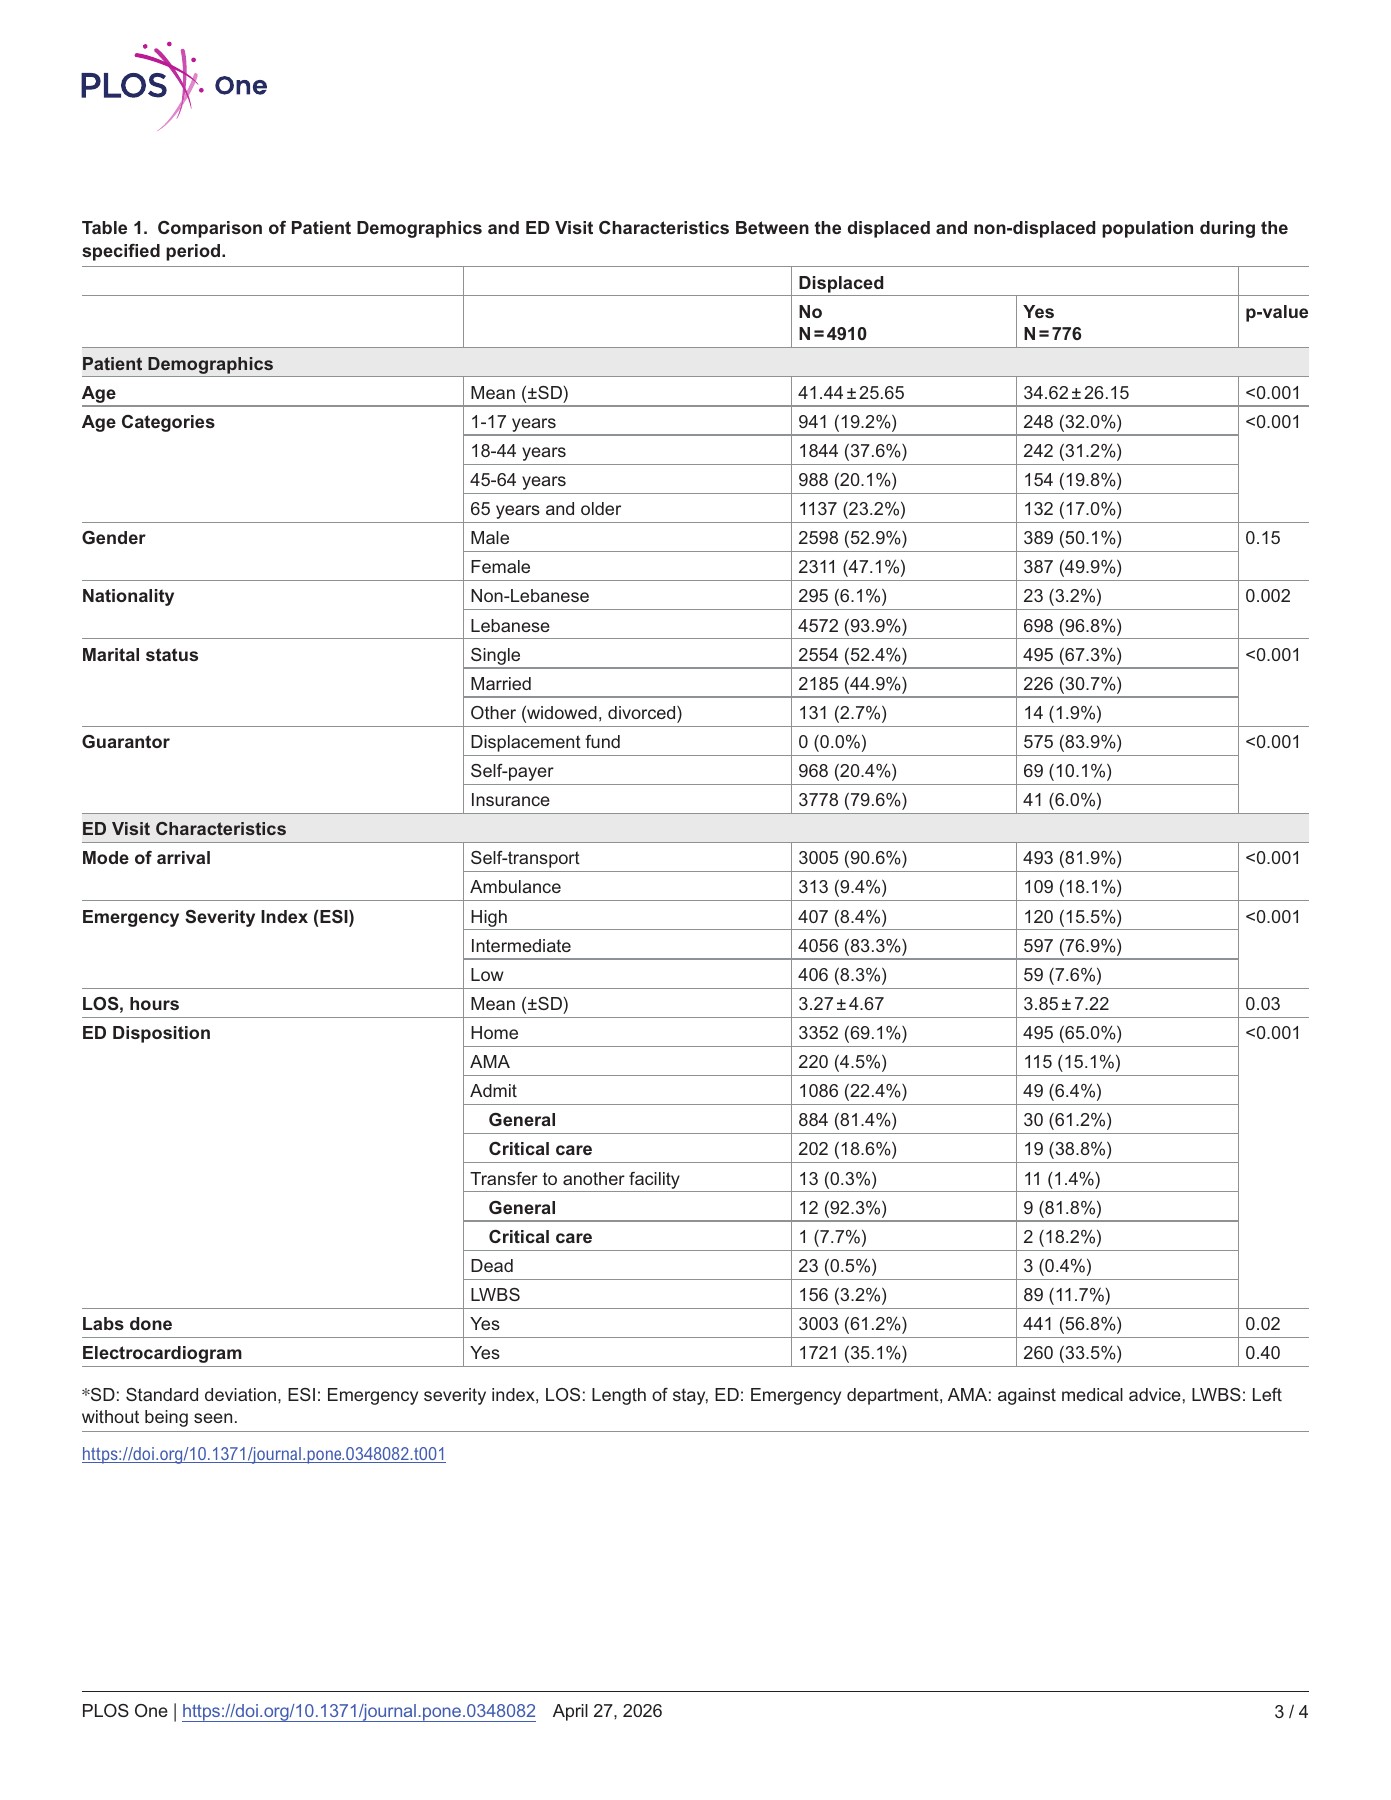 PLOS One
Table 1. Comparison of Patient Demographics and ED Visit Characteristics Between the displaced and non-displaced population during the
specified period.
Displaced
No Yes p-value
N=4910 N=776
Patient Demographics
Age Mean (±SD) 41.44±25.65 34.62±26.15 <0.001
Age Categories 1-17 years 941 (19.2%) 248 (32.0%) <0.001
18-44 years 1844 (37.6%) 242 (31.2%)
45-64 years 988 (20.1%) 154 (19.8%)
65 years and older 1137 (23.2%) 132 (17.0%)
Gender Male 2598 (52.9%) 389 (50.1%) 0.15
Female 2311 (47.1%) 387 (49.9%)
Nationality Non-Lebanese 295 (6.1%) 23 (3.2%) 0.002
Lebanese 4572 (93.9%) 698 (96.8%)
Marital status Single 2554 (52.4%) 495 (67.3%) <0.001
Married 2185 (44.9%) 226 (30.7%)
Other (widowed, divorced) 131 (2.7%) 14 (1.9%)
Guarantor Displacement fund 0 (0.0%) 575 (83.9%) <0.001
Self-payer 968 (20.4%) 69 (10.1%)
Insurance 3778 (79.6%) 41 (6.0%)
ED Visit Characteristics
Mode of arrival Self-transport 3005 (90.6%) 493 (81.9%) <0.001
Ambulance 313 (9.4%) 109 (18.1%)
Emergency Severity Index (ESI) High 407 (8.4%) 120 (15.5%) <0.001
Intermediate 4056 (83.3%) 597 (76.9%)
Low 406 (8.3%) 59 (7.6%)
LOS, hours Mean (±SD) 3.27±4.67 3.85±7.22 0.03
ED Disposition Home 3352 (69.1%) 495 (65.0%) <0.001
AMA 220 (4.5%) 115 (15.1%)
Admit 1086 (22.4%) 49 (6.4%)
General 884 (81.4%) 30 (61.2%)
Critical care 202 (18.6%) 19 (38.8%)
Transfer to another facility 13 (0.3%) 11 (1.4%)
General 12 (92.3%) 9 (81.8%)
Critical care 1 (7.7%) 2 (18.2%)
Dead 23 (0.5%) 3 (0.4%)
LWBS 156 (3.2%) 89 (11.7%)
Labs done Yes 3003 (61.2%) 441 (56.8%) 0.02
Electrocardiogram Yes 1721 (35.1%) 260 (33.5%) 0.40
*SD: Standard deviation, ESI: Emergency severity index, LOS: Length of stay, ED: Emergency department, AMA: against medical advice, LWBS: Left
without being seen.
https://doi.org/10.1371/journal.pone.0348082.t001
PLOS One | https://doi.org/10.1371/journal.pone.0348082 April 27, 2026 3 / 4